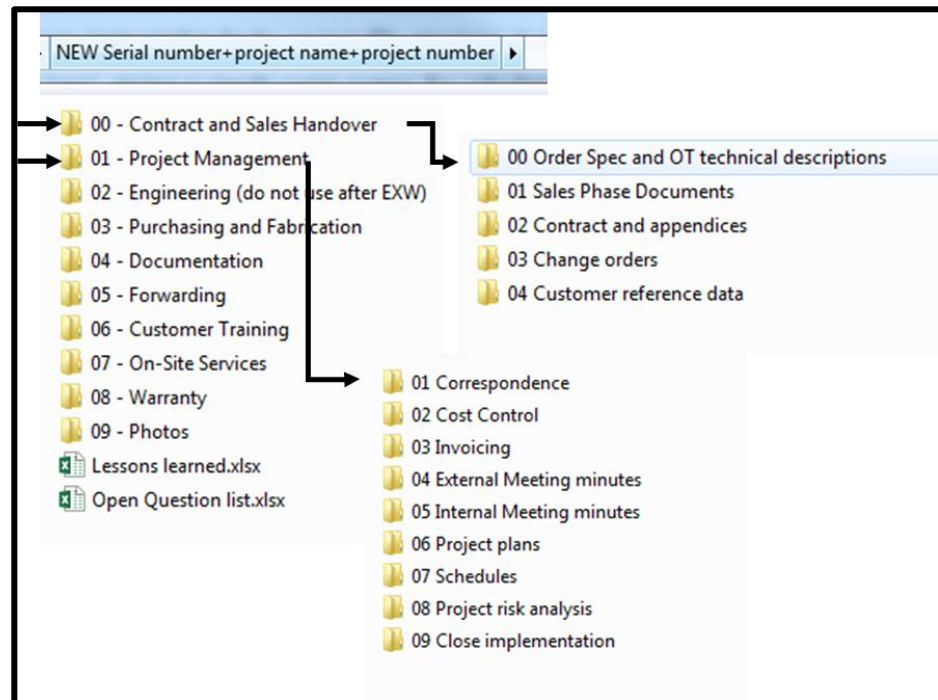 NEW Serial number+project name+project number
00 - Contract and Sales Handover
01 - Project Management
02 - Engineering (do not use after EXW)
03 - Purchasing and Fabrication
04 - Documentation
05 - Forwarding
06 - Customer Training
07 - On-Site Services
08 - Warranty
09 - Photos
Lessons learned.xlsx
Open Question list.xlsx
00 Order Spec and OT technical descriptions
01 Sales Phase Documents
02 Contract and appendices
03 Change orders
04 Customer reference data
01 Correspondence
02 Cost Control
03 Invoicing
04 External Meeting minutes
05 Internal Meeting minutes
06 Project plans
07 Schedules
08 Project risk analysis
09 Close implementation